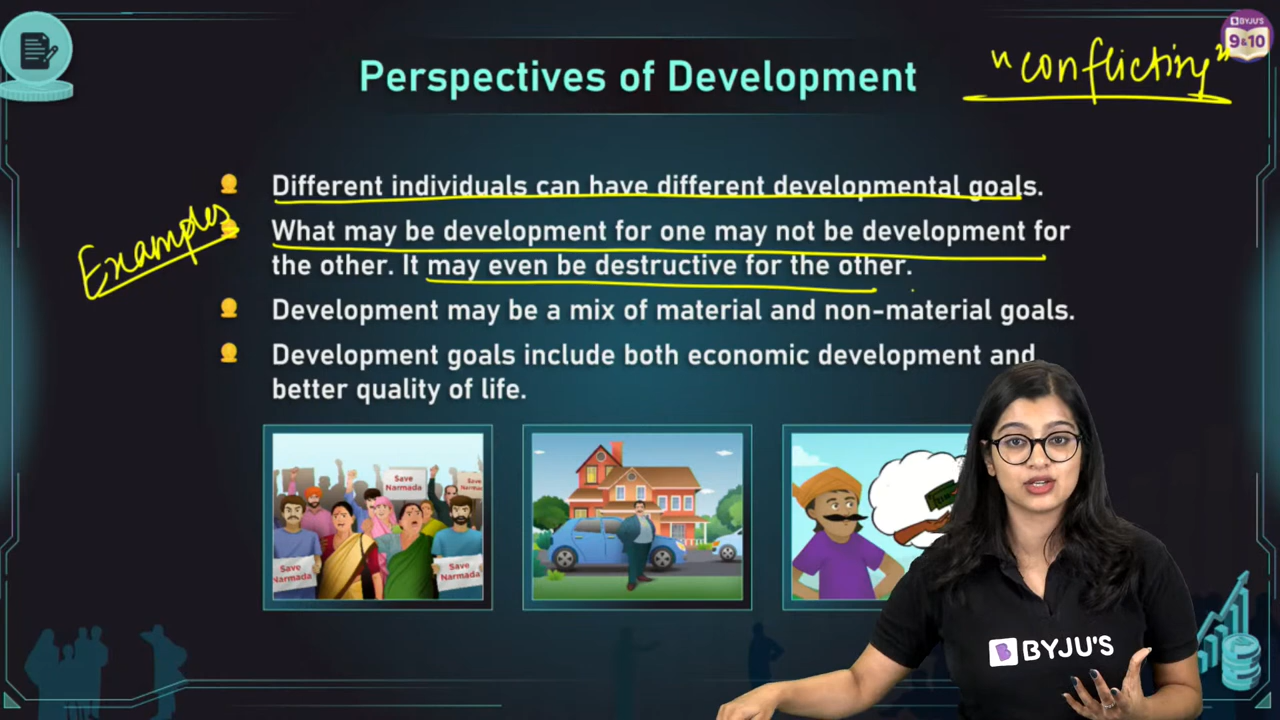 BYJU'S
9&10
"conflicting"
Perspectives of Development
Different individuals can have different developmental goals.
Examples
What may be development for one may not be development for
the other. It may even be destructive for the other.
Development may be a mix of material and non-material goals.
Development goals include both economic development and
better quality of life.
Save
Narmada
Save
Save
Narmada
Save
Narmada
BYJU'S